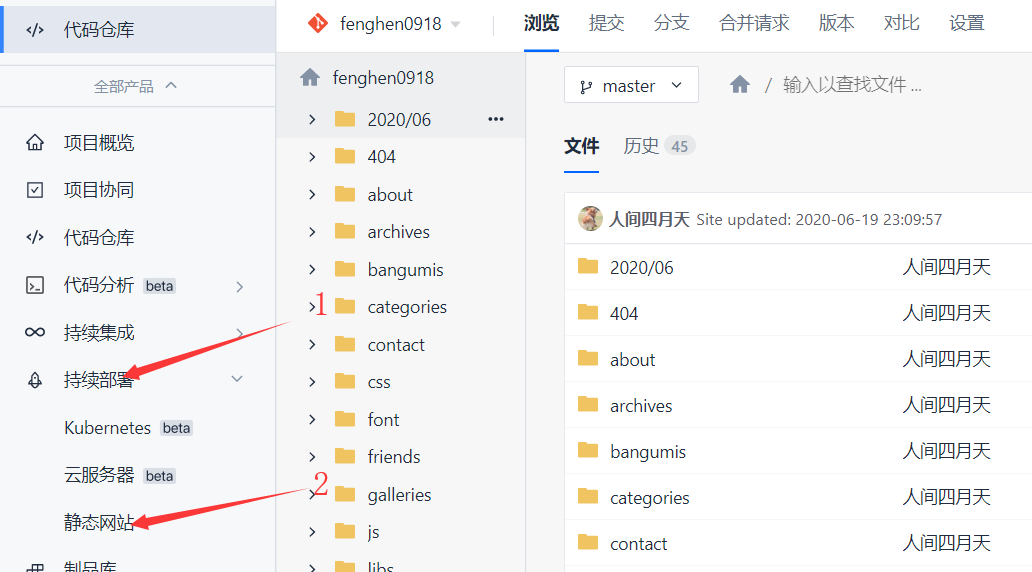 代码仓库
全部产品
项目概览
项目协同
代码仓库
代码分析 beta
持续集成
持续部署
Kubernetes beta
云服务器 beta
静态网站
制品库
1
2
fenghen0918
浏览 提交 分支 合并请求 版本 对比 设置
fenghen0918
2020/06
404
about
archives
bangumis
categories
contact
css
font
friends
galleries
js
libs
master
/ 输入以查找文件 ...
文件 历史 45
人间四月天 Site updated: 2020-06-19 23:09:57
2020/06 人间四月天
404 人间四月天
about 人间四月天
archives 人间四月天
bangumis 人间四月天
categories 人间四月天
contact 人间四月天